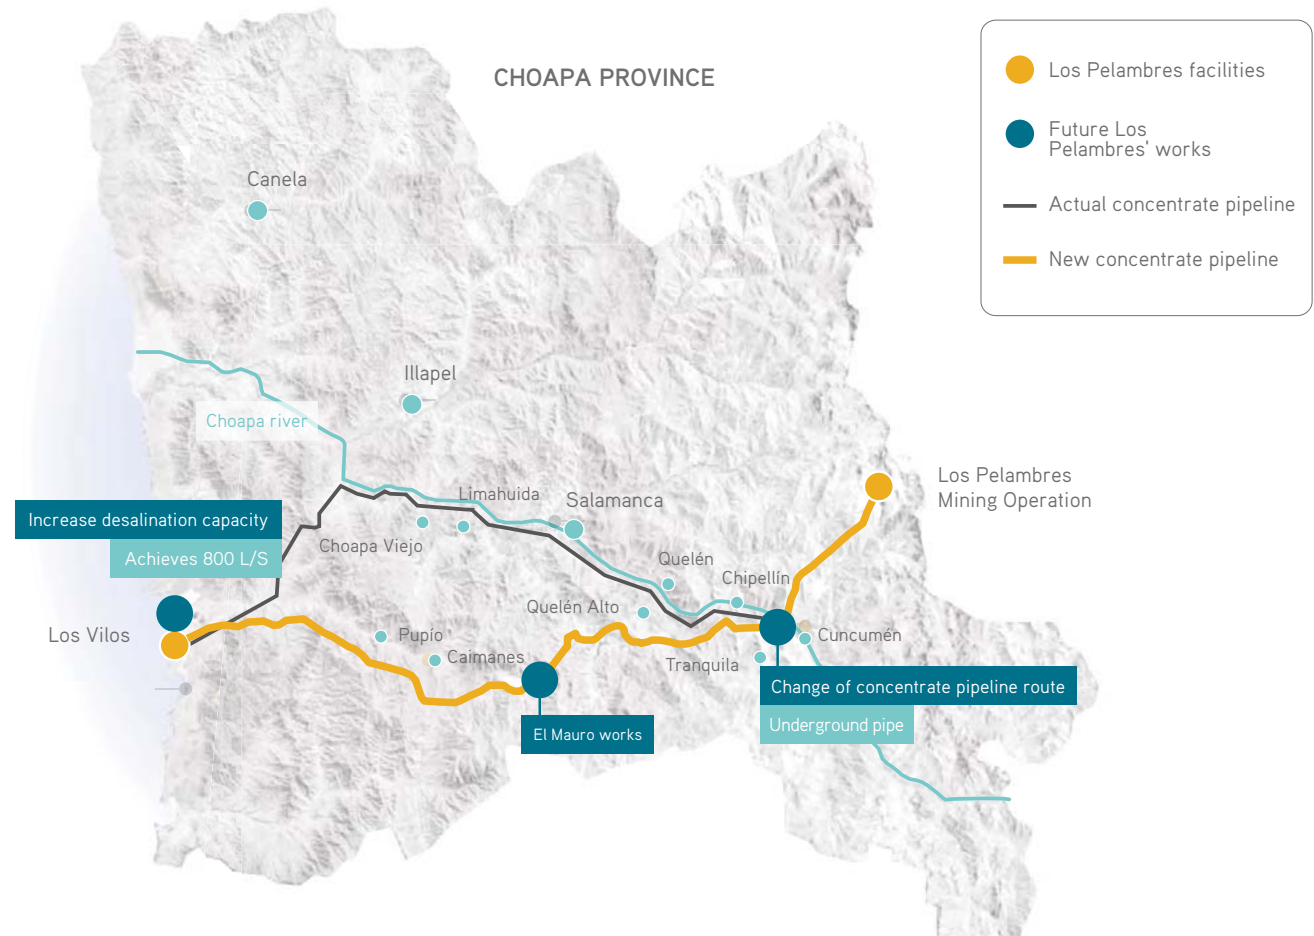 CHOAPA PROVINCE
Los Pelambres facilities
Future Los
Pelambres' works
Actual concentrate pipeline
New concentrate pipeline
Canela
Illapel
Choapa river
Limahuida
Salamanca
Los Pelambres
Mining Operation
Increase desalination capacity
Achieves 800 L/S
Choapa Viejo
Quelén
Chipellín
Quelén Alto
Los Vilos
Pupío
Cuncumén
Caimanes
Tranquila
Change of concentrate pipeline route
Underground pipe
El Mauro works